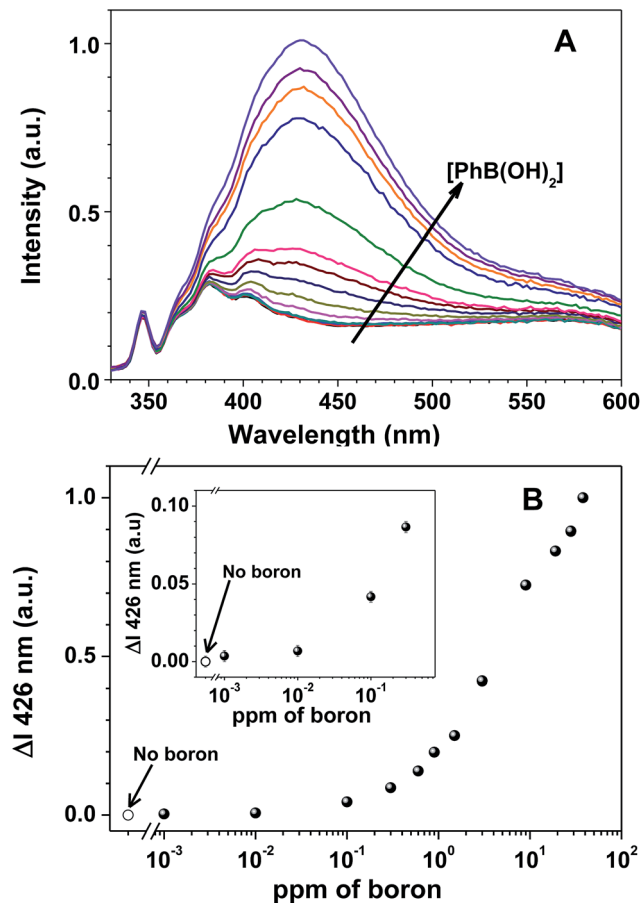 A
1.0
0.5
0.0
Intensity (a.u.)
[PhB(OH)₂]
350 400 450 500 550 600
Wavelength (nm)
B
1.0
0.5
0.0
ΔI 426 nm (a.u.)
No boron
10⁻³ 10⁻² 10⁻¹ 10⁰ 10¹ 10²
ppm of boron
0.10
0.05
0.00
ΔI 426 nm (a.u)
No boron
10⁻³ 10⁻² 10⁻¹
ppm of boron